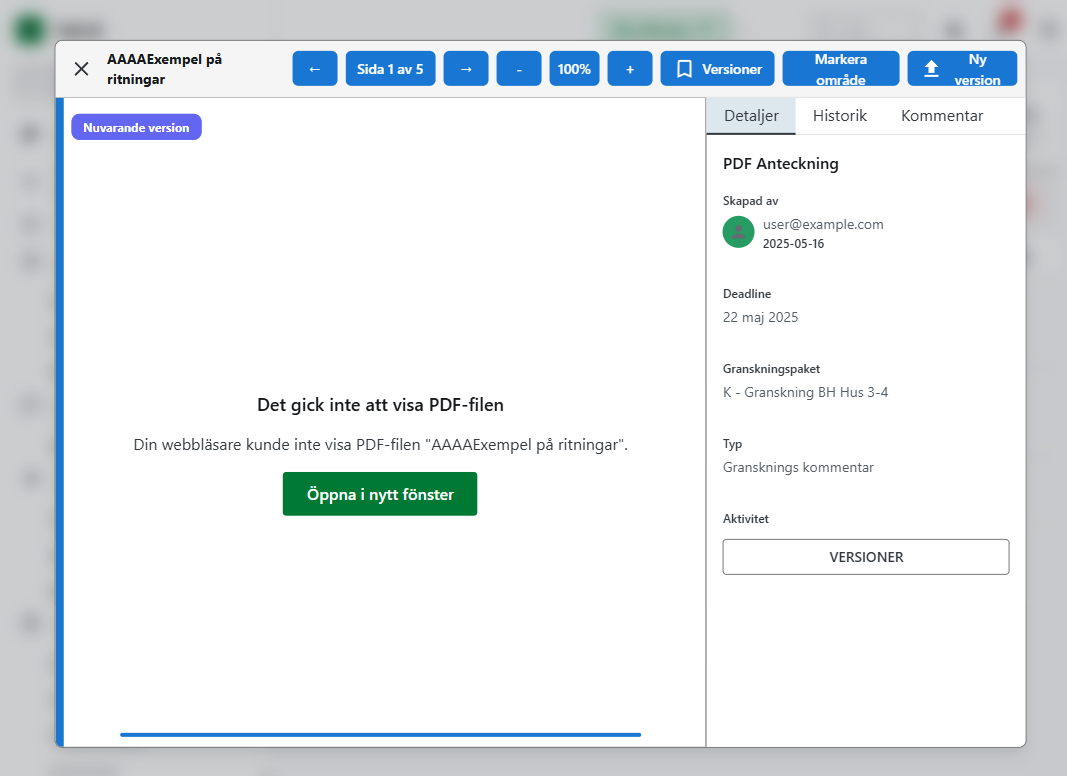 AAAAExempel på
ritningar
←
Sida 1 av 5
→
-
100%
+
Versioner
Markera
område
Ny
version
Nuvarande version
Det gick inte att visa PDF-filen
Din webbläsare kunde inte visa PDF-filen "AAAAExempel på ritningar".
Öppna i nytt fönster
Detaljer
Historik
Kommentar
PDF Anteckning
Skapad av
user@example.com
2025-05-16
Deadline
22 maj 2025
Granskningspaket
K - Granskning BH Hus 3-4
Typ
Gransknings kommentar
Aktivitet
VERSIONER